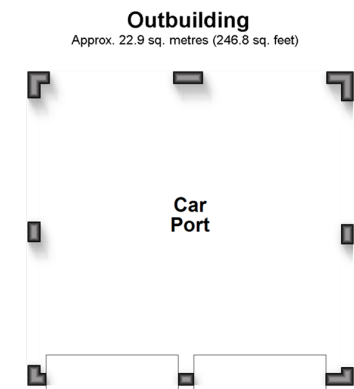 Outbuilding
Approx. 22.9 sq. metres (246.8 sq. feet)
Car
Port